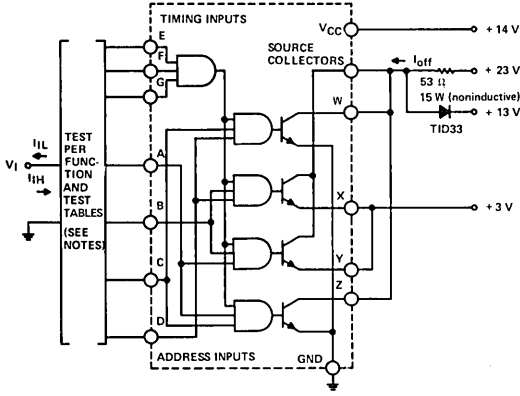 TIMING INPUTS
E
F
G
VCC
+ 14 V
SOURCE
COLLECTORS
Ioff
+ 23 V
53 Ω
15 W (noninductive)
+ 13 V
TID33
W
IIL
VI
IIH
TEST
PER
FUNC-
TION
AND
TEST
TABLES
(SEE
NOTES)
A
B
X
+ 3 V
C
Y
Z
D
ADDRESS INPUTS
GND